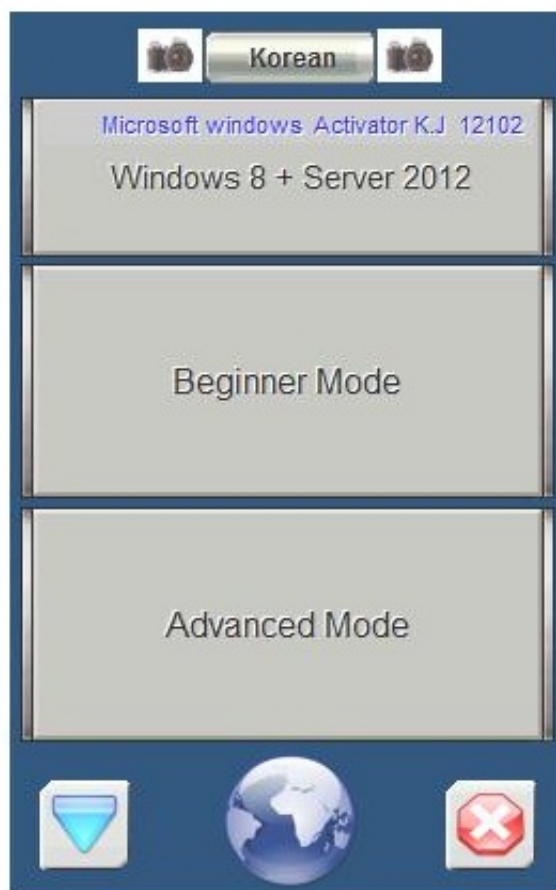 Korean
Microsoft windows Activator K.J 12102
Windows 8 + Server 2012
Beginner Mode
Advanced Mode